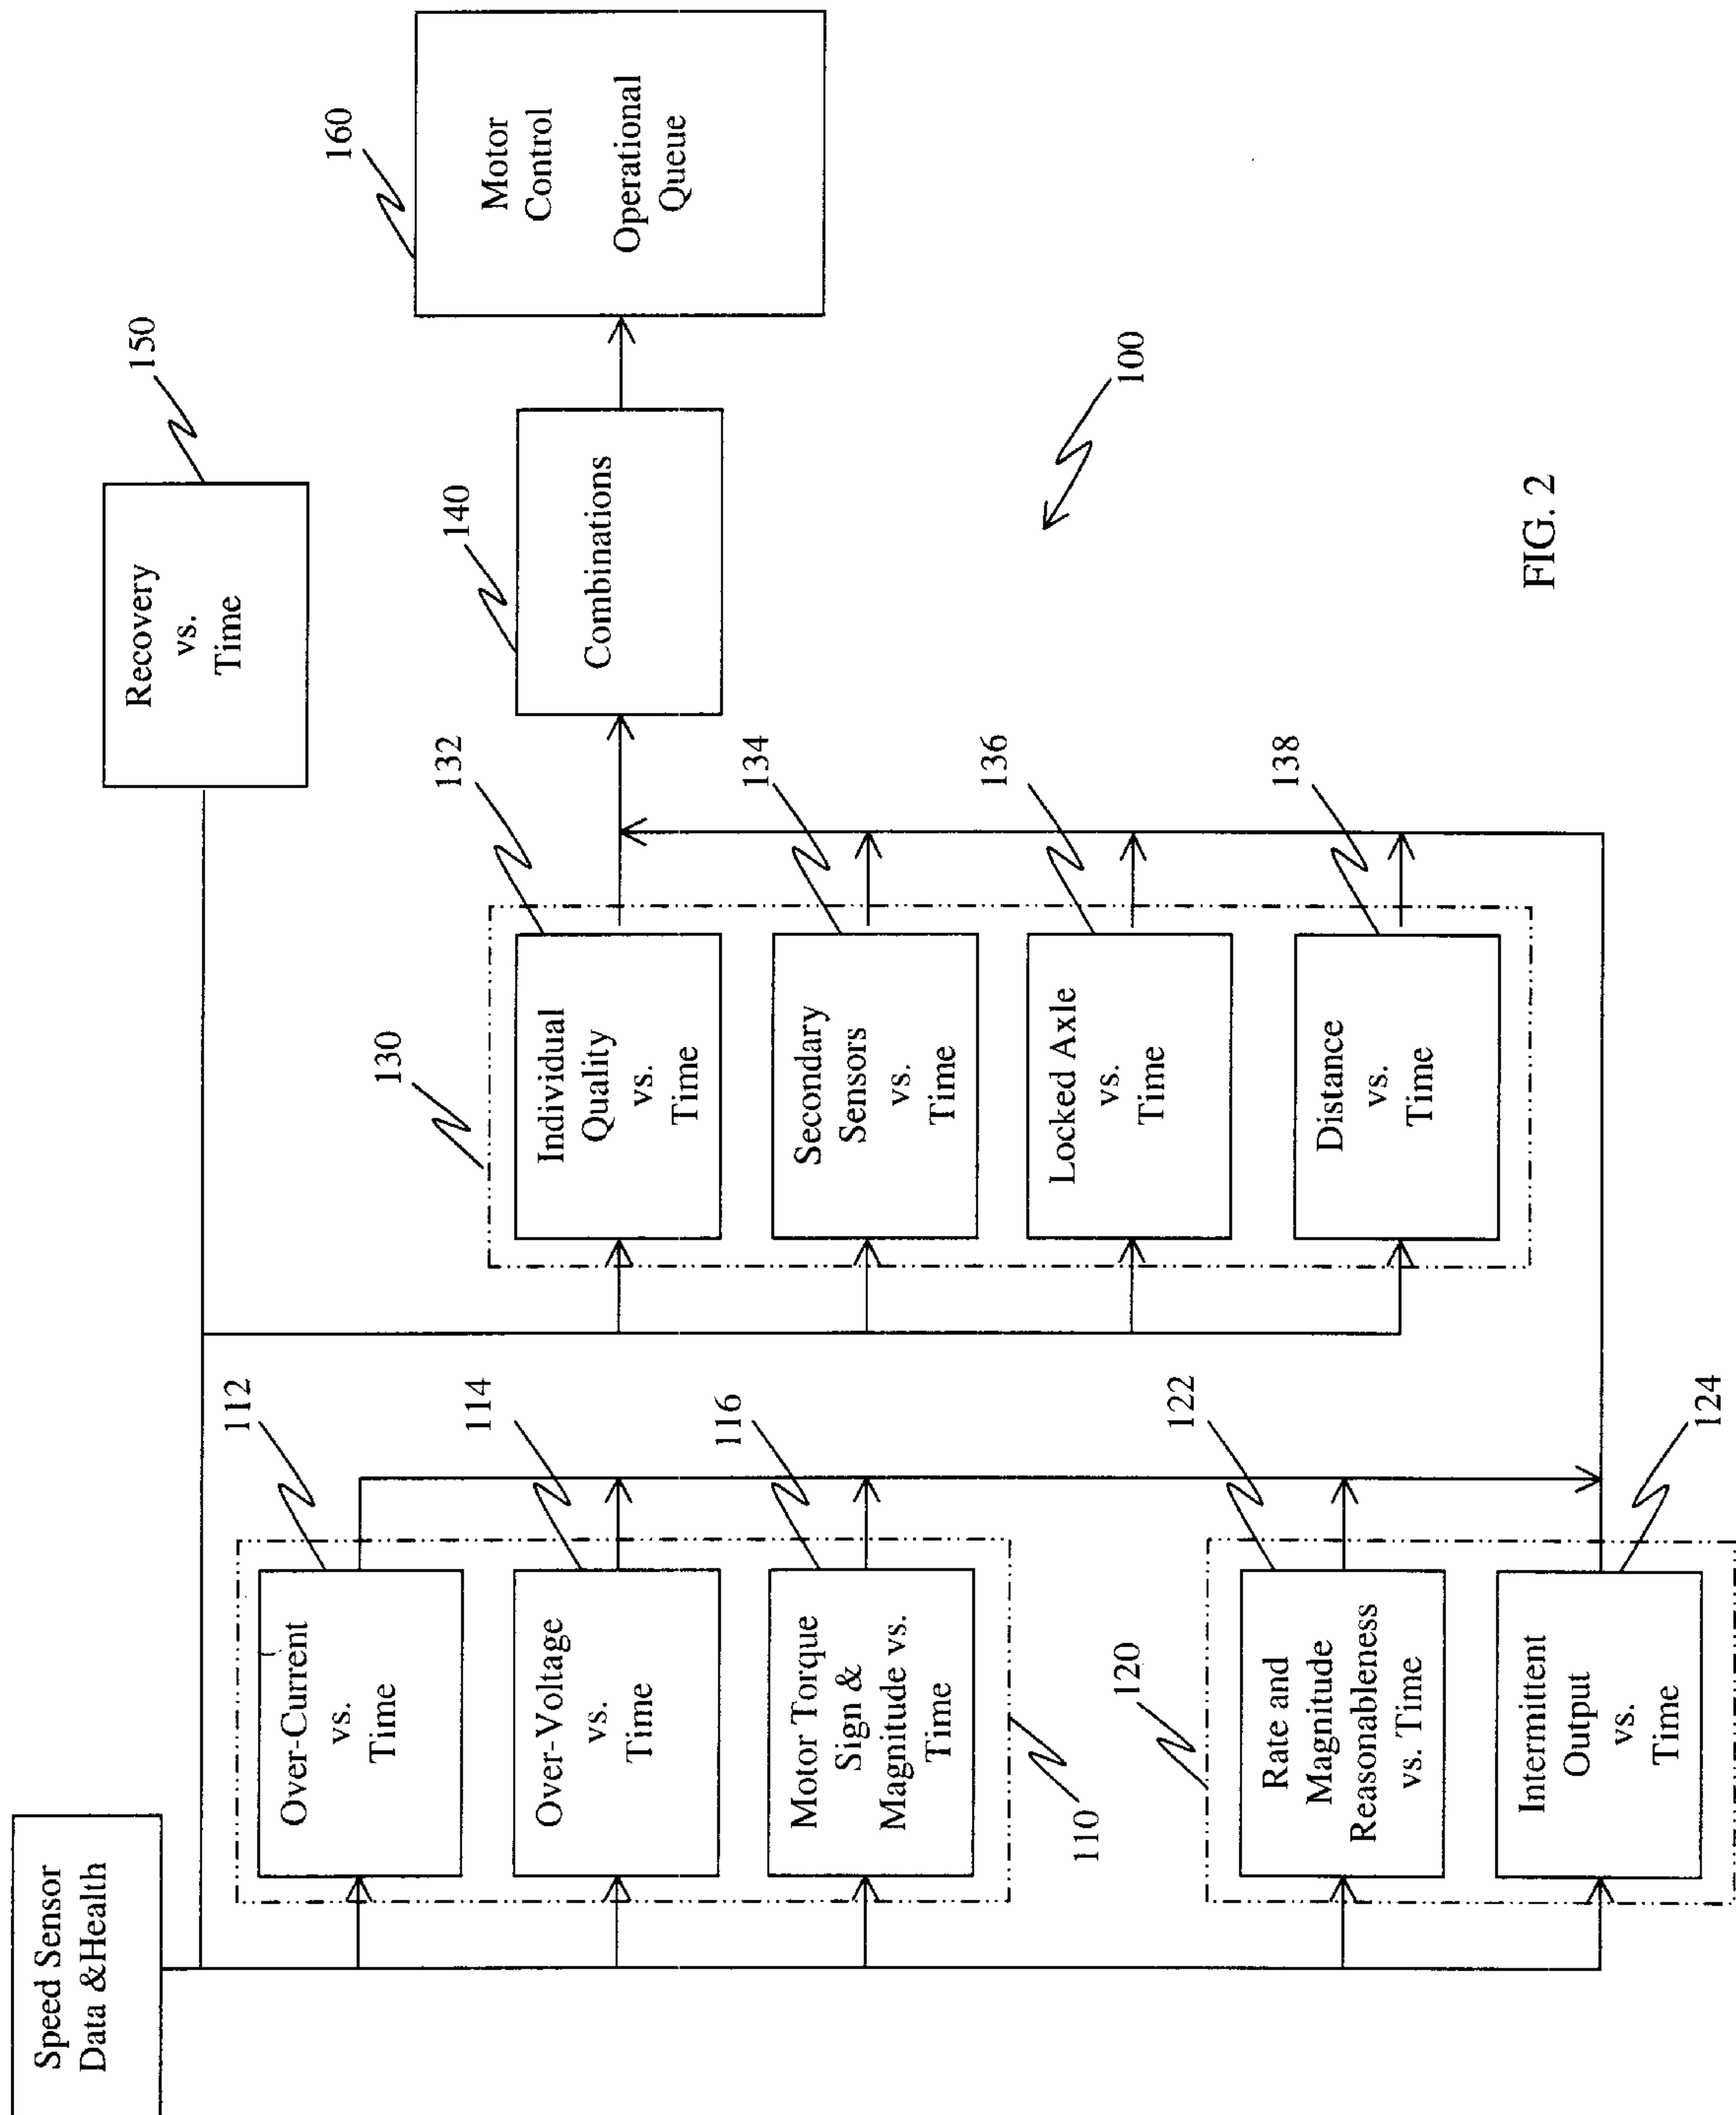 Speed Sensor
Data &Health
Over-Current
vs.
Time
112
Over-Voltage
vs.
Time
114
Motor Torque
Sign &
Magnitude vs.
Time
116
110
120
Rate and
Magnitude
Reasonableness
vs. Time
122
Intermittent
Output
vs.
Time
124
130
Individual
Quality
vs.
Time
132
Secondary
Sensors
vs.
Time
134
Locked Axle
vs.
Time
136
Distance
vs.
Time
138
Recovery
vs.
Time
150
140
Combinations
160
Motor
Control
Operational
Queue
100
FIG. 2